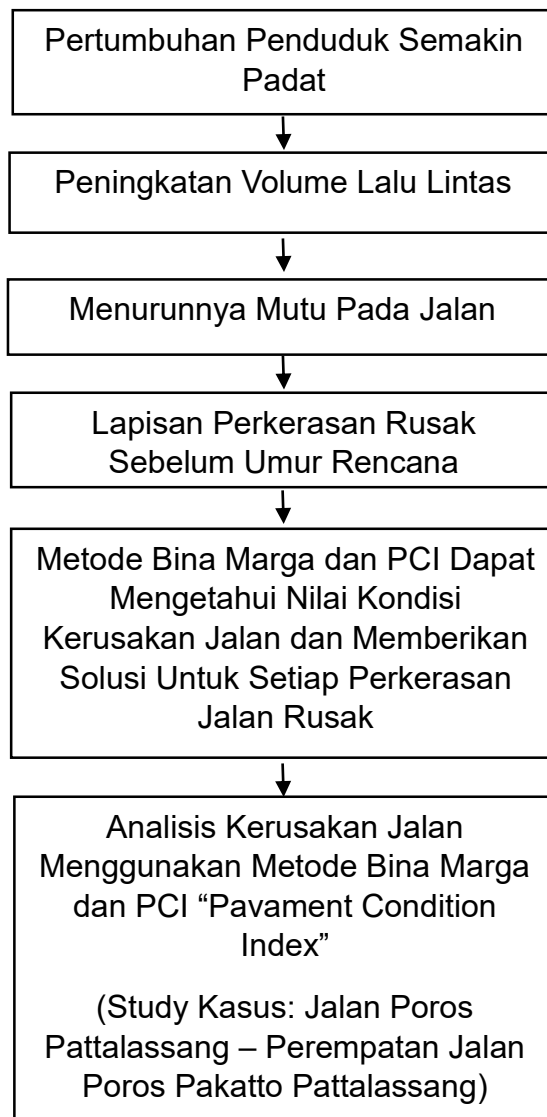 Pertumbuhan Penduduk Semakin
Padat
Peningkatan Volume Lalu Lintas
Menurunnya Mutu Pada Jalan
Lapisan Perkerasan Rusak
Sebelum Umur Rencana
Metode Bina Marga dan PCI Dapat
Mengetahui Nilai Kondisi
Kerusakan Jalan dan Memberikan
Solusi Untuk Setiap Perkerasan
Jalan Rusak
Analisis Kerusakan Jalan
Menggunakan Metode Bina Marga
dan PCI “Pavament Condition
Index”
(Study Kasus: Jalan Poros
Pattalassang – Perempatan Jalan
Poros Pakatto Pattalassang)